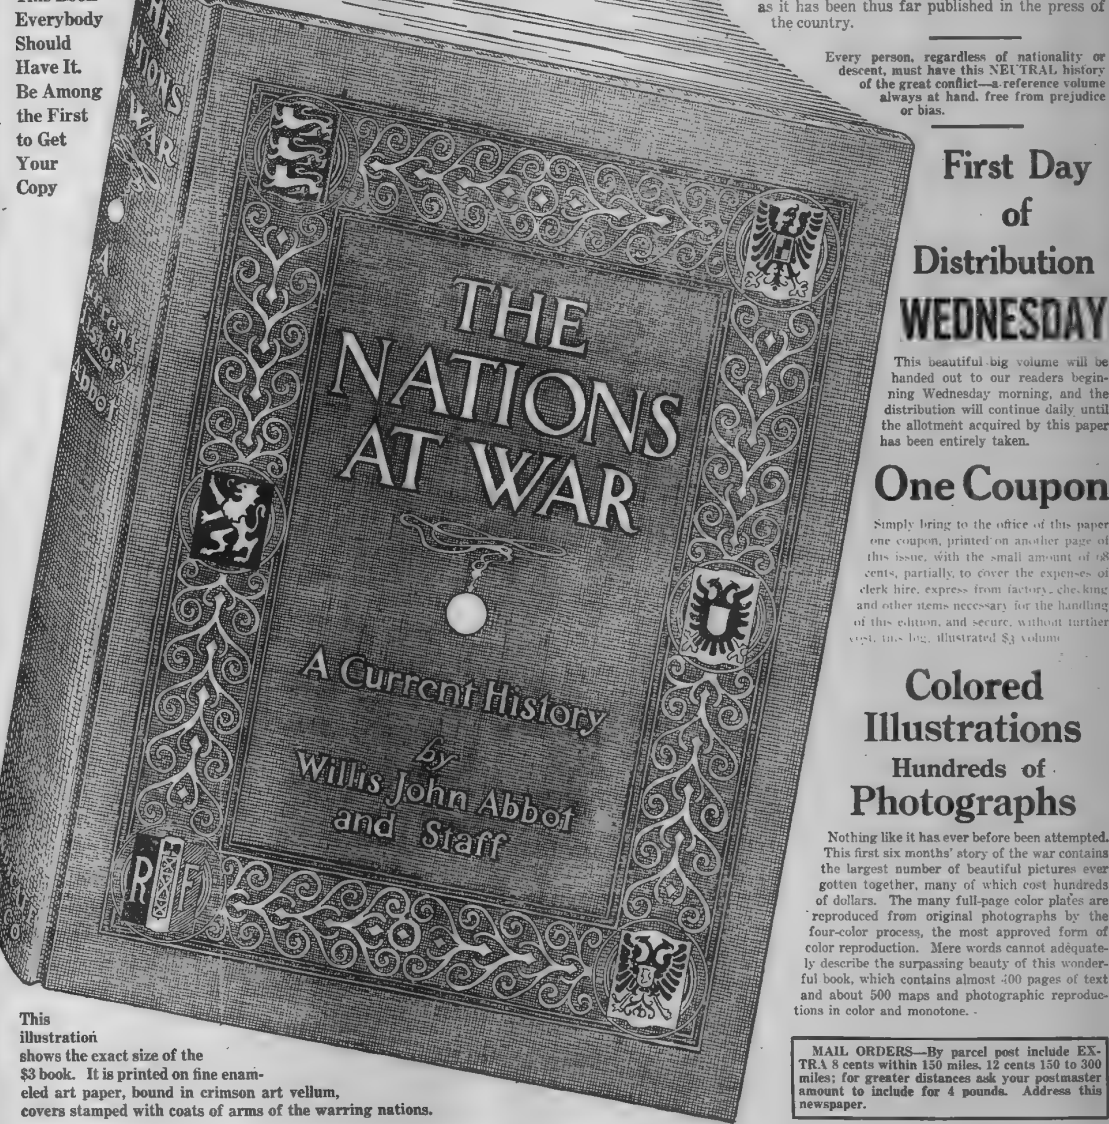 Everybody
Should
Have It.
Be Among
the First
to Get
Your
Copy
THE
NATIONS
WAR
A
ABBOT
THE
NATIONS
AT WAR
A Current History
by
Willis John Abbot
and Staff
R F
This
illustration
shows the exact size of the
$3 book. It is printed on fine enam-
eled art paper, bound in crimson art vellum,
covers stamped with coats of arms of the warring nations.
as it has been thus far published in the press of
the country.
Every person, regardless of nationality or
descent, must have this NEUTRAL history
of the great conflict—a reference volume
always at hand, free from prejudice
or bias.
First Day
of
Distribution
WEDNESDAY
This beautiful big volume will be
handed out to our readers begin-
ning Wednesday morning, and the
distribution will continue daily until
the allotment acquired by this paper
has been entirely taken.
One Coupon
Simply bring to the office of this paper
one coupon, printed on another page of
this issue, with the small amount of 98
cents, partially, to cover the expenses of
clerk hire, express from factory, checking
and other items necessary for the handling
of this edition, and secure, without further
cost, this big, illustrated $3 volume
Colored
Illustrations
Hundreds of
Photographs
Nothing like it has ever before been attempted.
This first six months' story of the war contains
the largest number of beautiful pictures ever
gotten together, many of which cost hundreds
of dollars. The many full-page color plates are
reproduced from original photographs by the
four-color process, the most approved form of
color reproduction. Mere words cannot adequate-
ly describe the surpassing beauty of this wonder-
ful book, which contains almost 400 pages of text
and about 500 maps and photographic reproduc-
tions in color and monotone.
MAIL ORDERS—By parcel post include EX-
TRA 8 cents within 150 miles, 12 cents 150 to 300
miles; for greater distances ask your postmaster
amount to include for 4 pounds. Address this
newspaper.